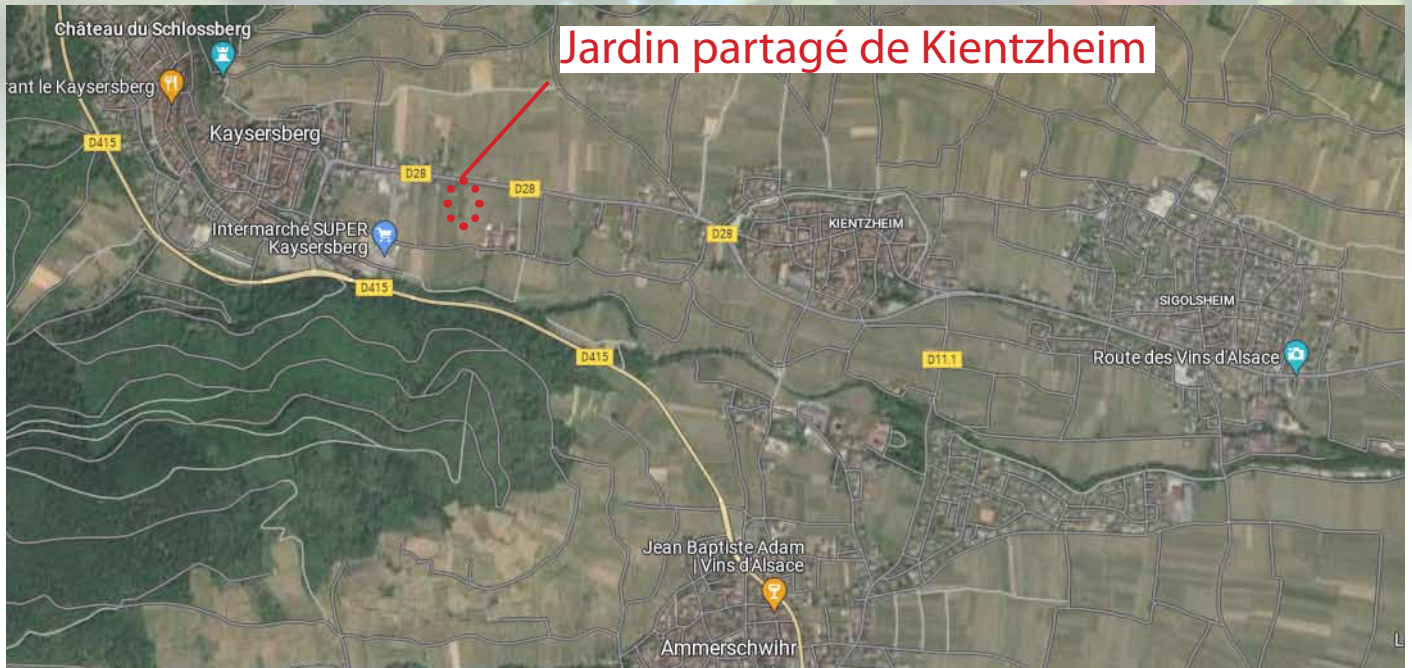 Jardin partagé de Kientzheim
Château du Schlossberg
rant le Kaysersberg
Kaysersberg
D415
D28
D28
Intermarché SUPER
Kaysersberg
D415
D28
KIENTZHEIM
SIGOLSHEIM
D415
D11.1
Route des Vins d'Alsace
Jean Baptiste Adam
| Vins d'Alsace
Ammerschwihr
L